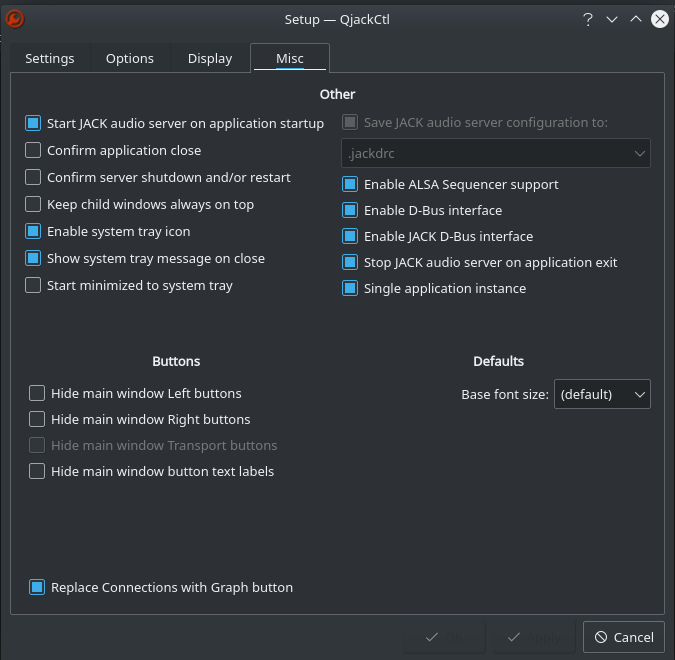 Setup — QjackCtl
Settings
Options
Display
Misc
Other
Start JACK audio server on application startup
Confirm application close
Confirm server shutdown and/or restart
Keep child windows always on top
Enable system tray icon
Show system tray message on close
Start minimized to system tray
Save JACK audio server configuration to:
.jackdrc
Enable ALSA Sequencer support
Enable D-Bus interface
Enable JACK D-Bus interface
Stop JACK audio server on application exit
Single application instance
Buttons
Hide main window Left buttons
Hide main window Right buttons
Hide main window Transport buttons
Hide main window button text labels
Defaults
Base font size:
(default)
Replace Connections with Graph button
Cancel